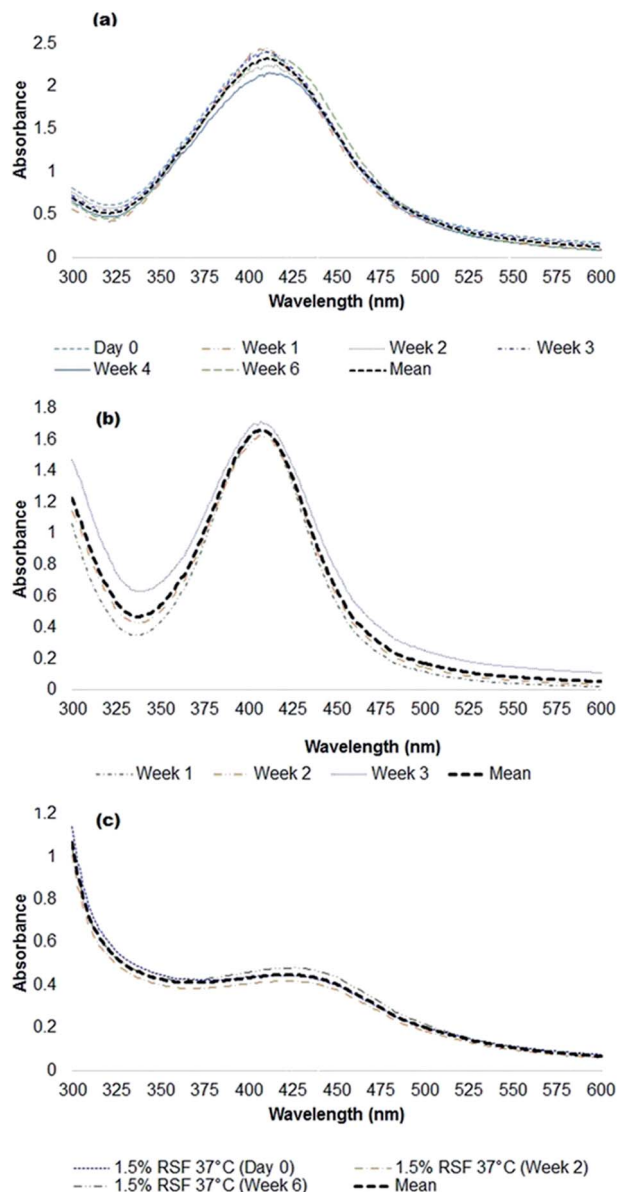 (a)
Absorbance
2.5
2
1.5
1
0.5
0
300 325 350 375 400 425 450 475 500 525 550 575 600
Wavelength (nm)
Day 0 Week 1 Week 2 Week 3
Week 4 Week 6 Mean
(b)
Absorbance
1.8
1.6
1.4
1.2
1
0.8
0.6
0.4
0.2
0
300 325 350 375 400 425 450 475 500 525 550 575 600
Wavelength (nm)
Week 1 Week 2 Week 3 Mean
(c)
Absorbance
1.2
1
0.8
0.6
0.4
0.2
0
300 325 350 375 400 425 450 475 500 525 550 575 600
Wavelength (nm)
1.5% RSF 37°C (Day 0) 1.5% RSF 37°C (Week 2)
1.5% RSF 37°C (Week 6) Mean